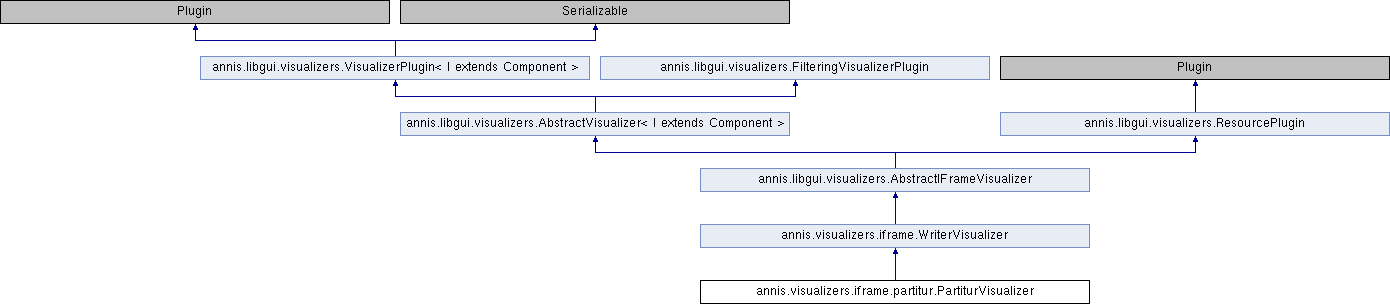 Plugin
Serializable
annis.libgui.visualizers.VisualizerPlugin< I extends Component >
annis.libgui.visualizers.FilteringVisualizerPlugin
Plugin
annis.libgui.visualizers.AbstractVisualizer< I extends Component >
annis.libgui.visualizers.ResourcePlugin
annis.libgui.visualizers.AbstractIFrameVisualizer
annis.visualizers.iframe.WriterVisualizer
annis.visualizers.iframe.partitur.PartiturVisualizer